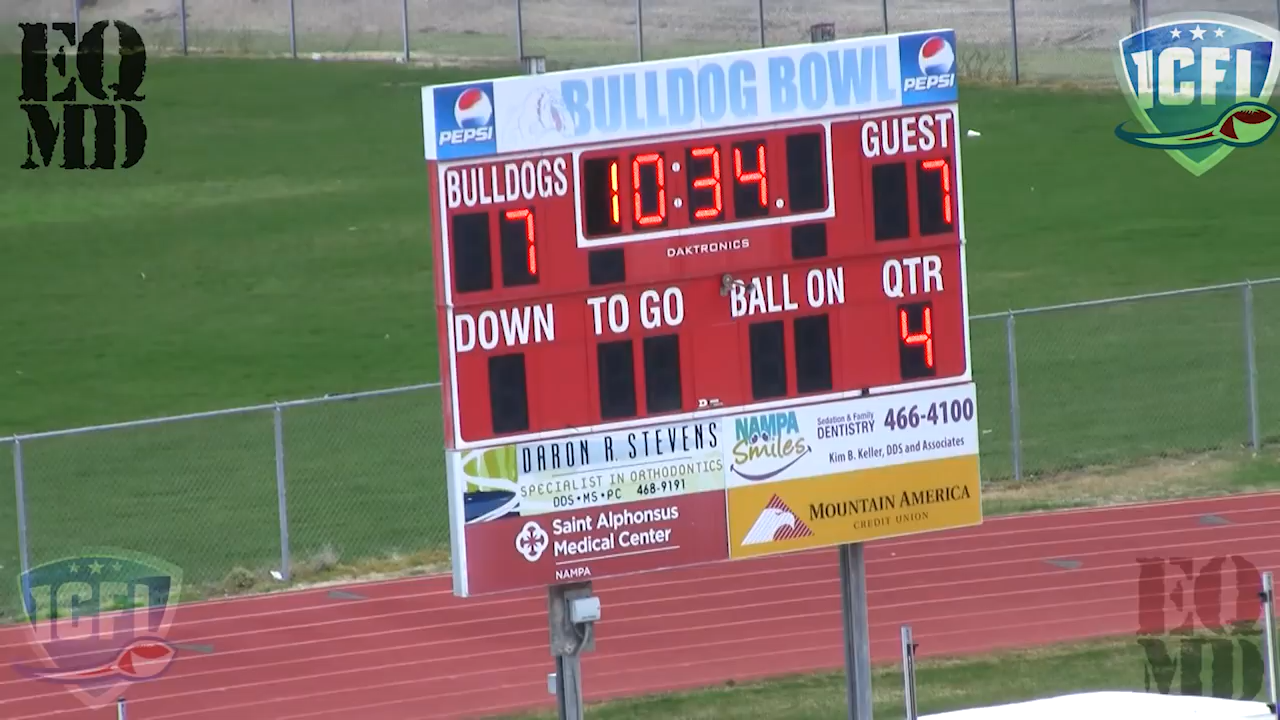 EQ
MD
ICFL
PEPSI
BULLDOG BOWL
PEPSI
BULLDOGS
7
10:34.
GUEST
7
DAKTRONICS
DOWN
TO GO
BALL ON
QTR
4
DARON R. STEVENS
SPECIALIST IN ORTHODONTICS
DDS • MS • PC 468-9191
NAMPA
Smiles
Sedation & Family
DENTISTRY
466-4100
Kim B. Keller, DDS and Associates
Saint Alphonsus
Medical Center
NAMPA
MOUNTAIN AMERICA
CREDIT UNION
ICFL
EQ
MD